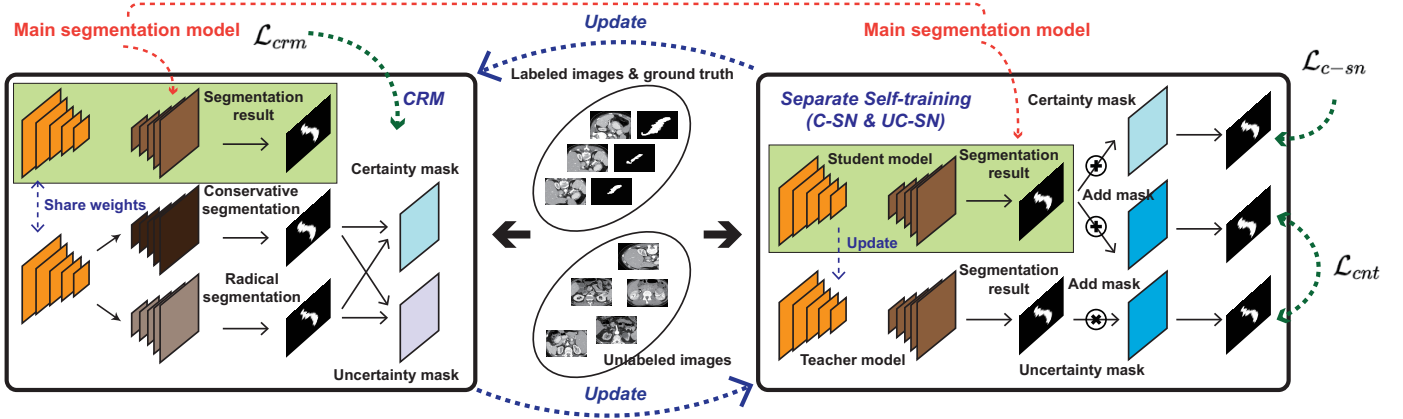 Update
Main segmentation model
Main segmentation model
ℒcrm
ℒc−sn
Labeled images & ground truth
CRM
Segmentation
result
Separate Self-training
(C-SN & UC-SN)
Certainty mask
Student model
Segmentation
result
Certainty mask
Conservative
segmentation
Share weights
Add mask
Update
ℒcnt
Radical
segmentation
Segmentation
result
Add mask
Unlabeled images
Teacher model
Uncertainty mask
Uncertainty mask
Update